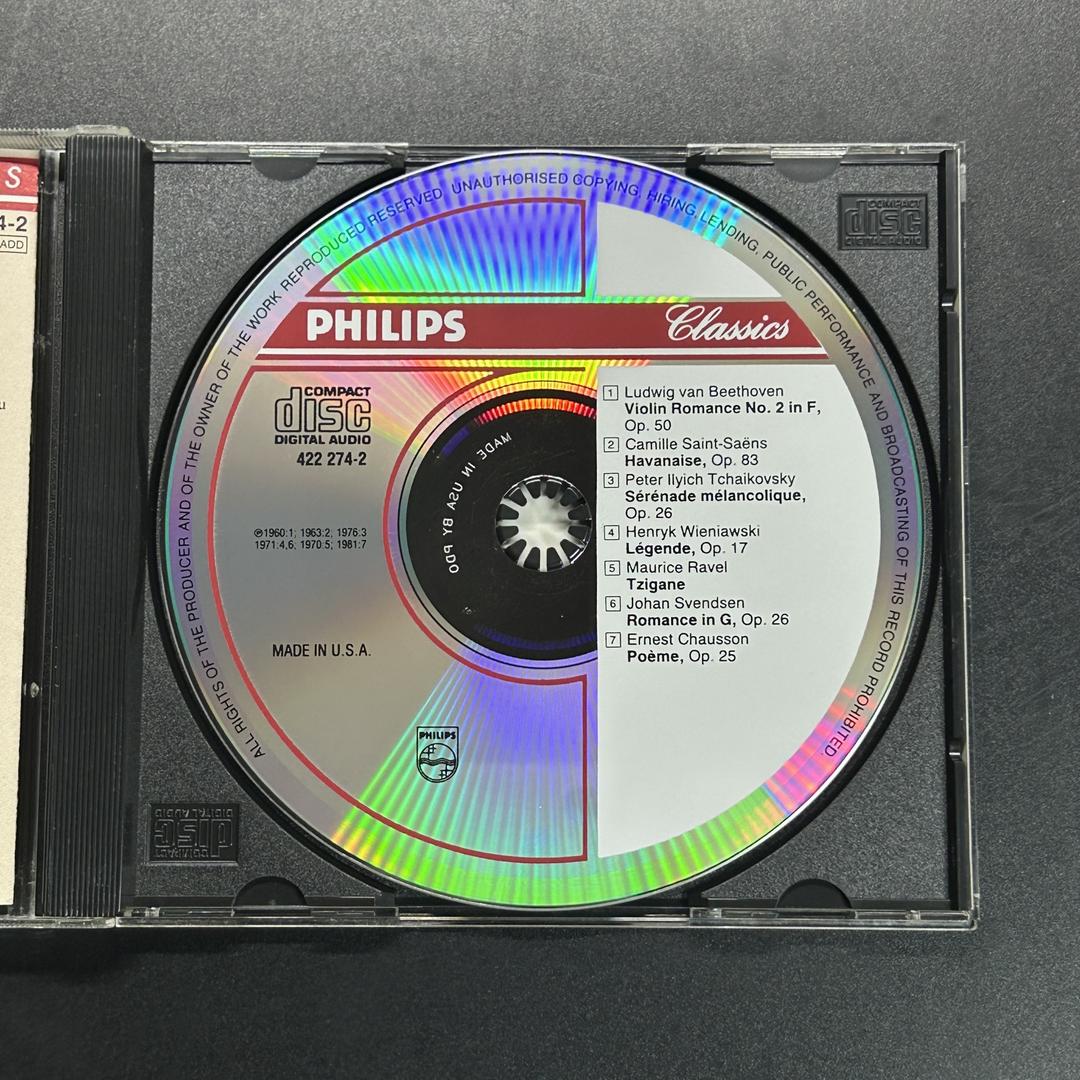 S
4-2
ADD
u
COMPACT
disc
DIGITAL AUDIO
ALL RIGHTS OF THE PRODUCER AND OF THE OWNER OF THE WORK REPRODUCED RESERVED UNAUTHORISED COPYING, HIRING, LENDING, PUBLIC PERFORMANCE AND BROADCASTING OF THIS RECORD PROHIBITED.
PHILIPS Classics
COMPACT
disc
DIGITAL AUDIO
422 274-2
℗1960:1; 1963:2; 1976:3
1971:4,6; 1970:5; 1981:7
MADE IN U.S.A.
PHILIPS
MADE IN USA BY PDO
1 Ludwig van Beethoven
Violin Romance No. 2 in F,
Op. 50
2 Camille Saint-Saëns
Havanaise, Op. 83
3 Peter Ilyich Tchaikovsky
Sérénade mélancolique,
Op. 26
4 Henryk Wieniawski
Légende, Op. 17
5 Maurice Ravel
Tzigane
6 Johan Svendsen
Romance in G, Op. 26
7 Ernest Chausson
Poème, Op. 25
COMPACT
disc
DIGITAL AUDIO